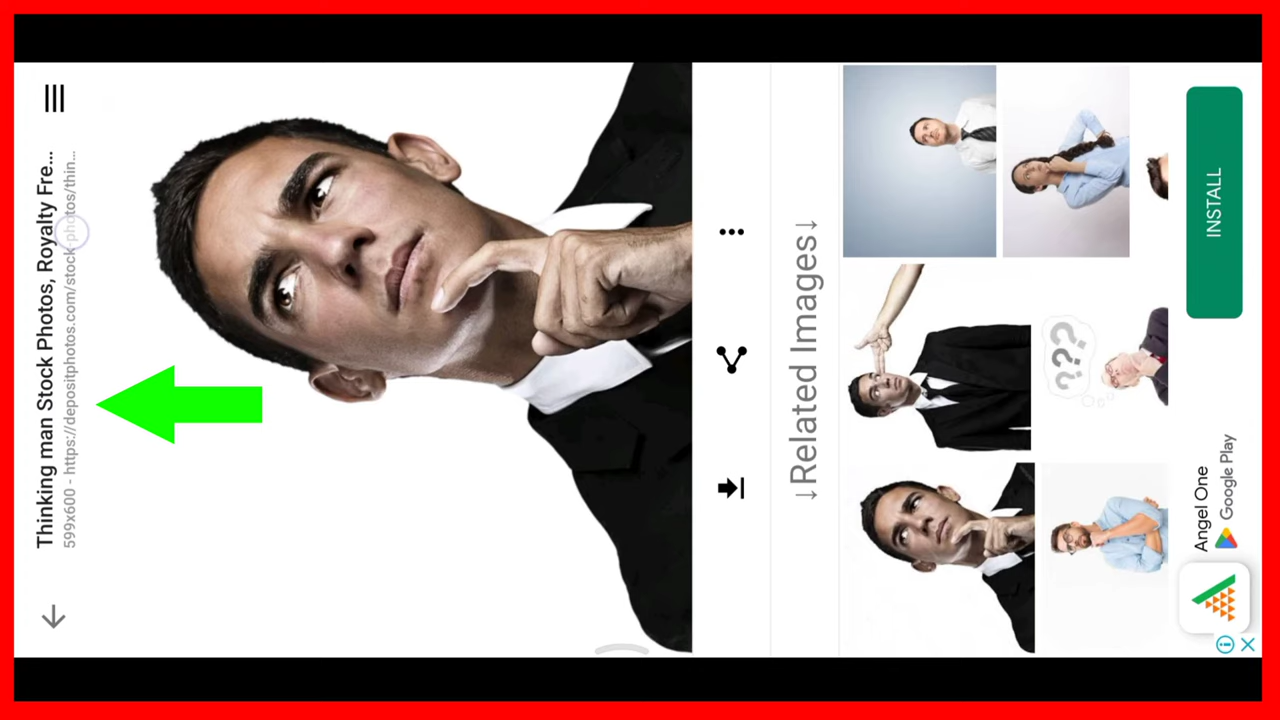 Thinking man Stock Photos, Royalty Fre...
599x600 - https://depositphotos.com/stock-photos/thin...
↓Related Images↓
???
Angel One
Google Play
INSTALL